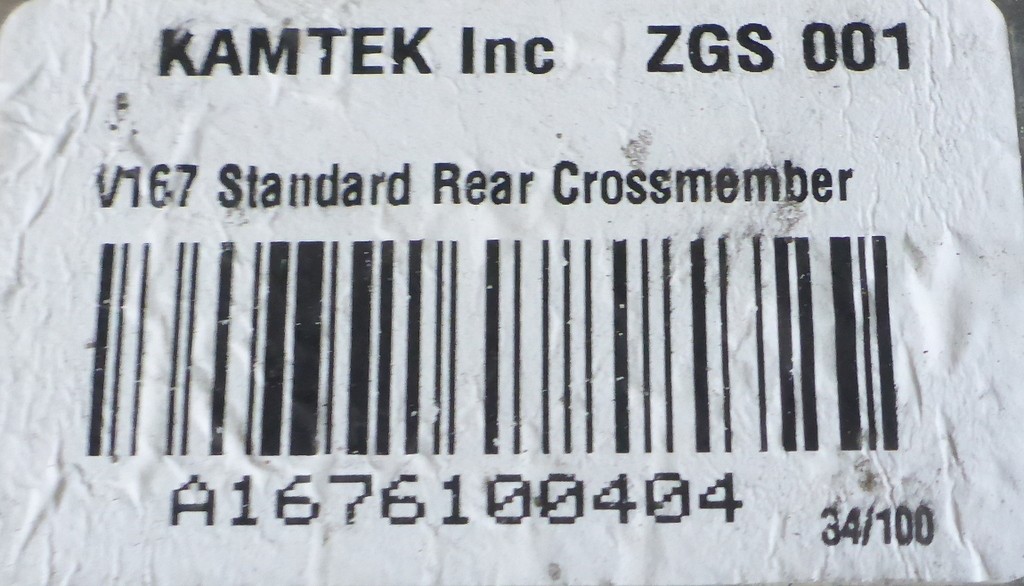 KAMTEK Inc ZGS 001
V167 Standard Rear Crossmember
A1676100404
34/100